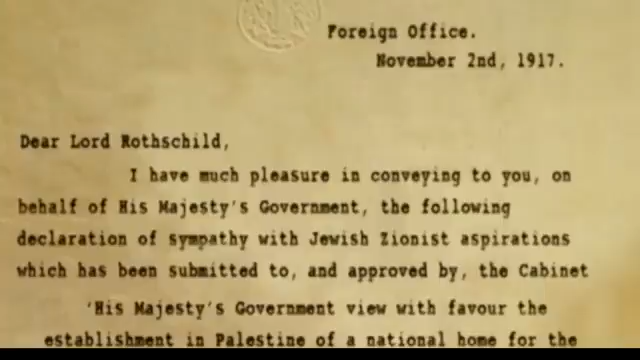 Foreign Office.
November 2nd, 1917.
Dear Lord Rothschild,
I have much pleasure in conveying to you, on
behalf of His Majesty's Government, the following
declaration of sympathy with Jewish Zionist aspirations
which has been submitted to, and approved by, the Cabinet
'His Majesty's Government view with favour the
establishment in Palestine of a national home for the